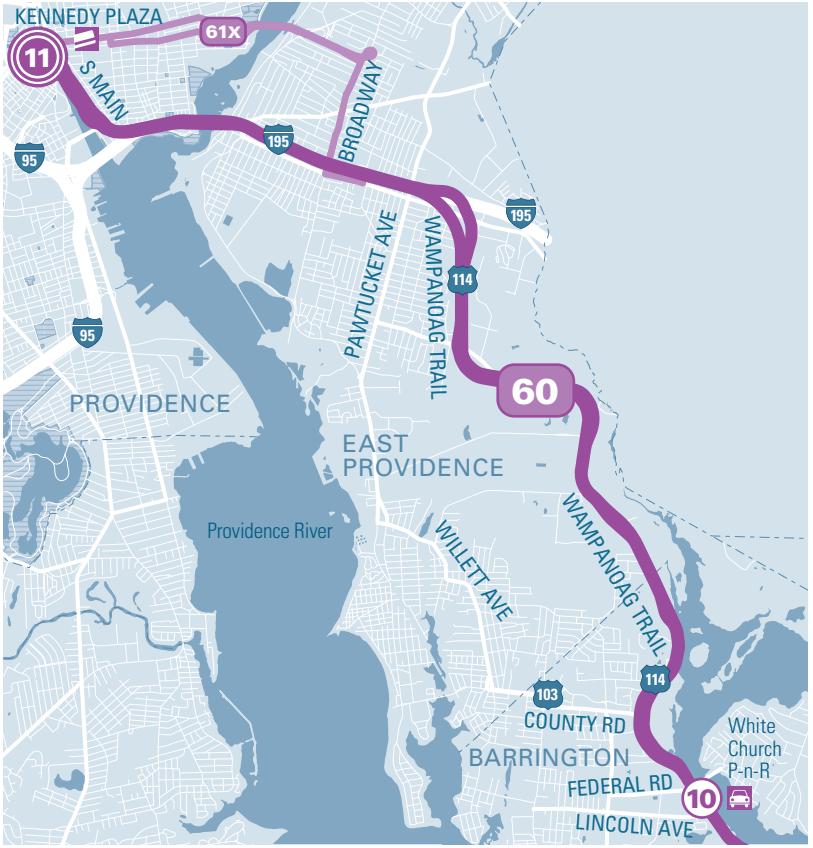 KENNEDY PLAZA
61X
11
S MAIN
BROADWAY
195
95
195
PAWTUCKET AVE
WAMPANOAG TRAIL
114
95
60
PROVIDENCE
EAST
PROVIDENCE
WAMPANOAG TRAIL
Providence River
WILLETT AVE
114
103
COUNTY RD
White
Church
P-n-R
BARRINGTON
FEDERAL RD
10
LINCOLN AVE